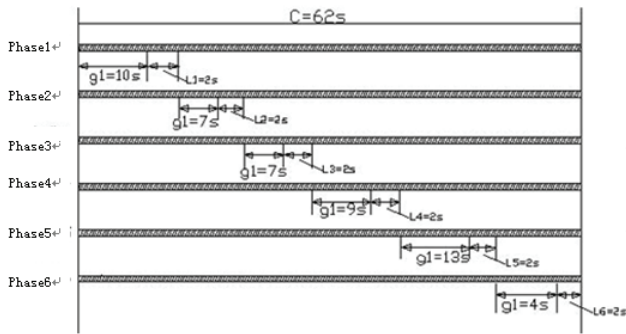 C=62s
Phase1↵
g1=10s
L1=2s
Phase2↵
g1=7s
L2=2s
Phase3↵
g1=7s
L3=2s
Phase4↵
g1=9s
L4=2s
Phase5↵
g1=13s
L5=2s
Phase6↵
g1=4s
L6=2s